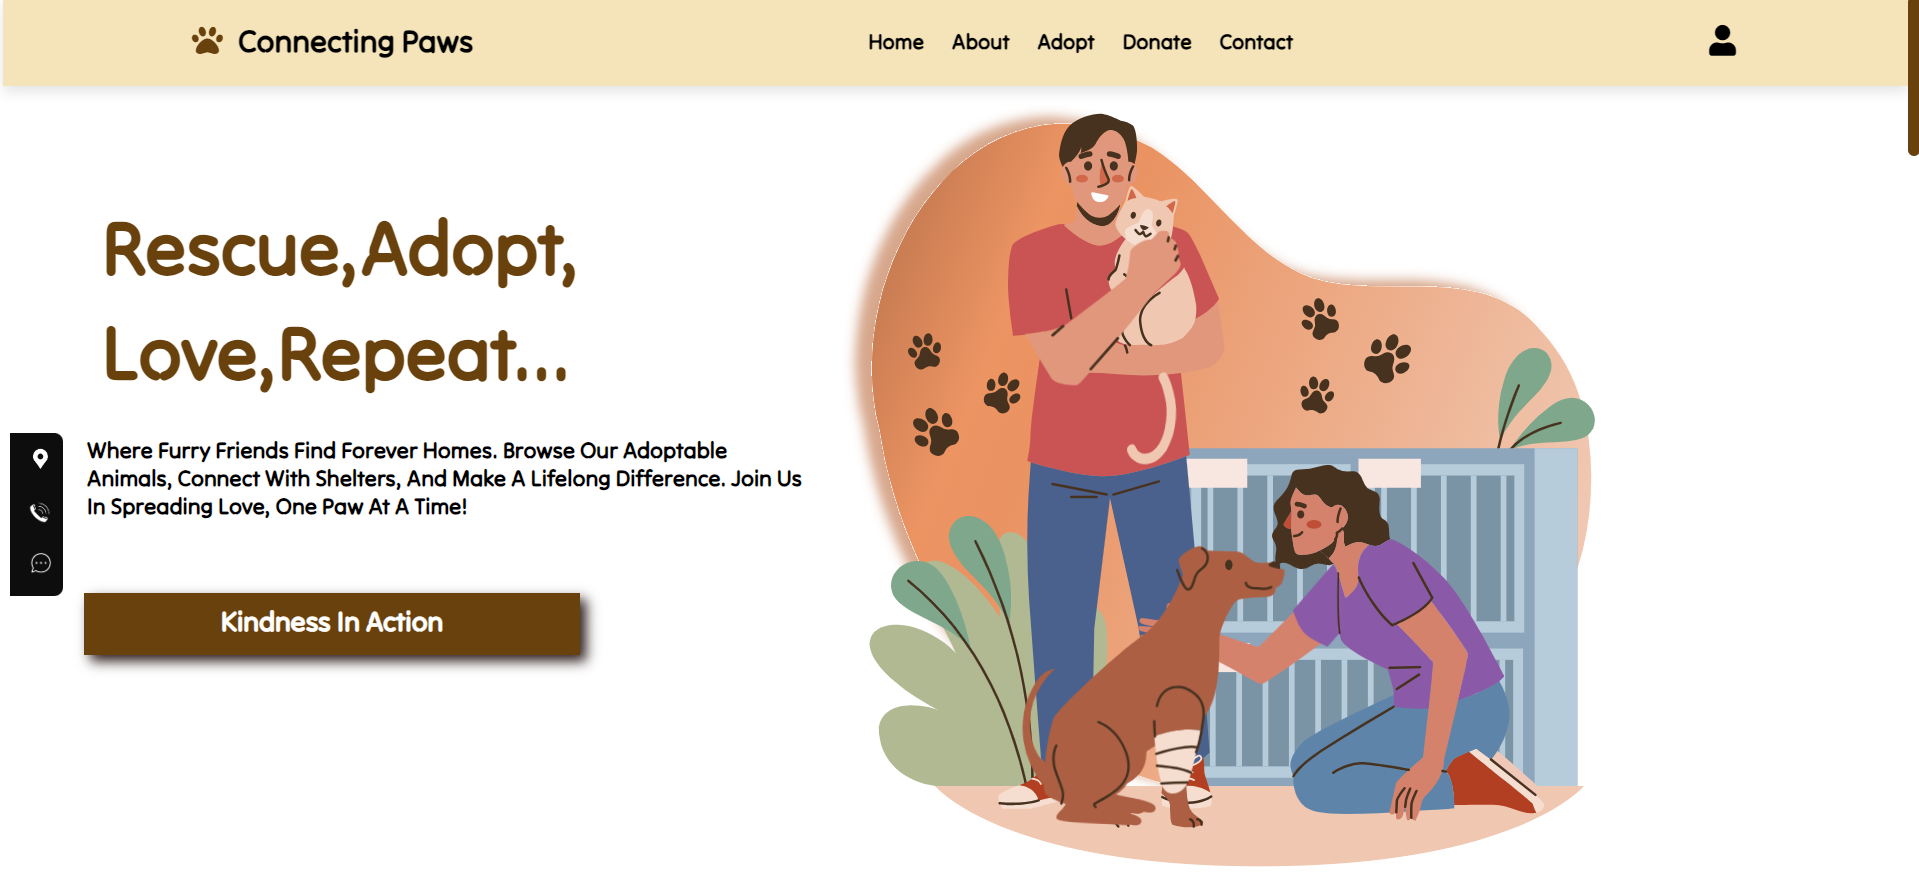 Connecting Paws
Home About Adopt Donate Contact
Rescue,Adopt,
Love,Repeat...
Where Furry Friends Find Forever Homes. Browse Our Adoptable
Animals, Connect With Shelters, And Make A Lifelong Difference. Join Us
In Spreading Love, One Paw At A Time!
Kindness In Action